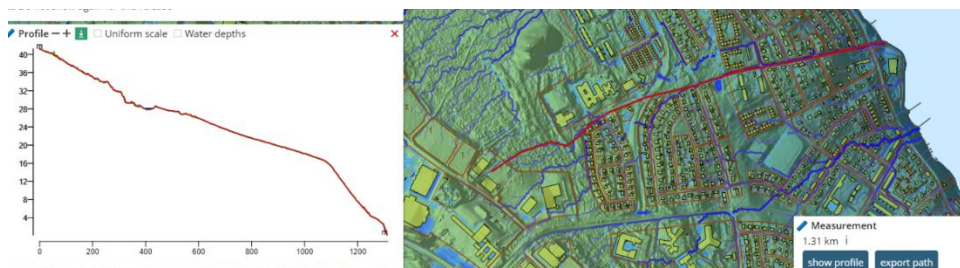 Profile — + Uniform scale Water depths ×
m
40
36
32
28
24
20
16
12
8
4
0 200 400 600 800 1000 1200 m
Measurement
1.31 km i
show profile export path